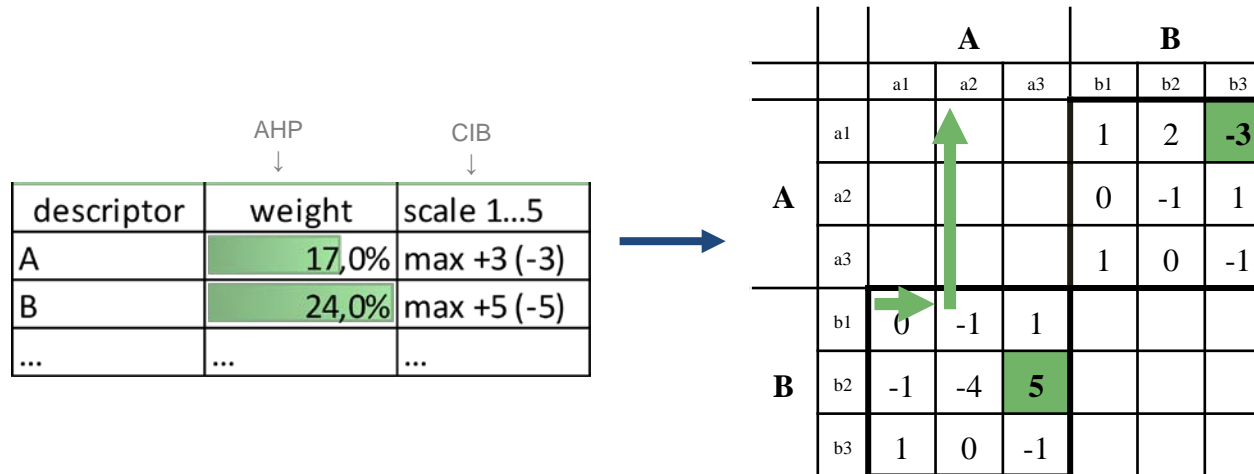 AHP CIB
↓ ↓
descriptor weight scale 1...5
A 17,0% max +3 (-3)
B 24,0% max +5 (-5)
... ... ...
A B
a1 a2 a3 b1 b2 b3
a1 1 2 -3
A a2 0 -1 1
a3 1 0 -1
b1 0 -1 1
B b2 -1 -4 5
b3 1 0 -1